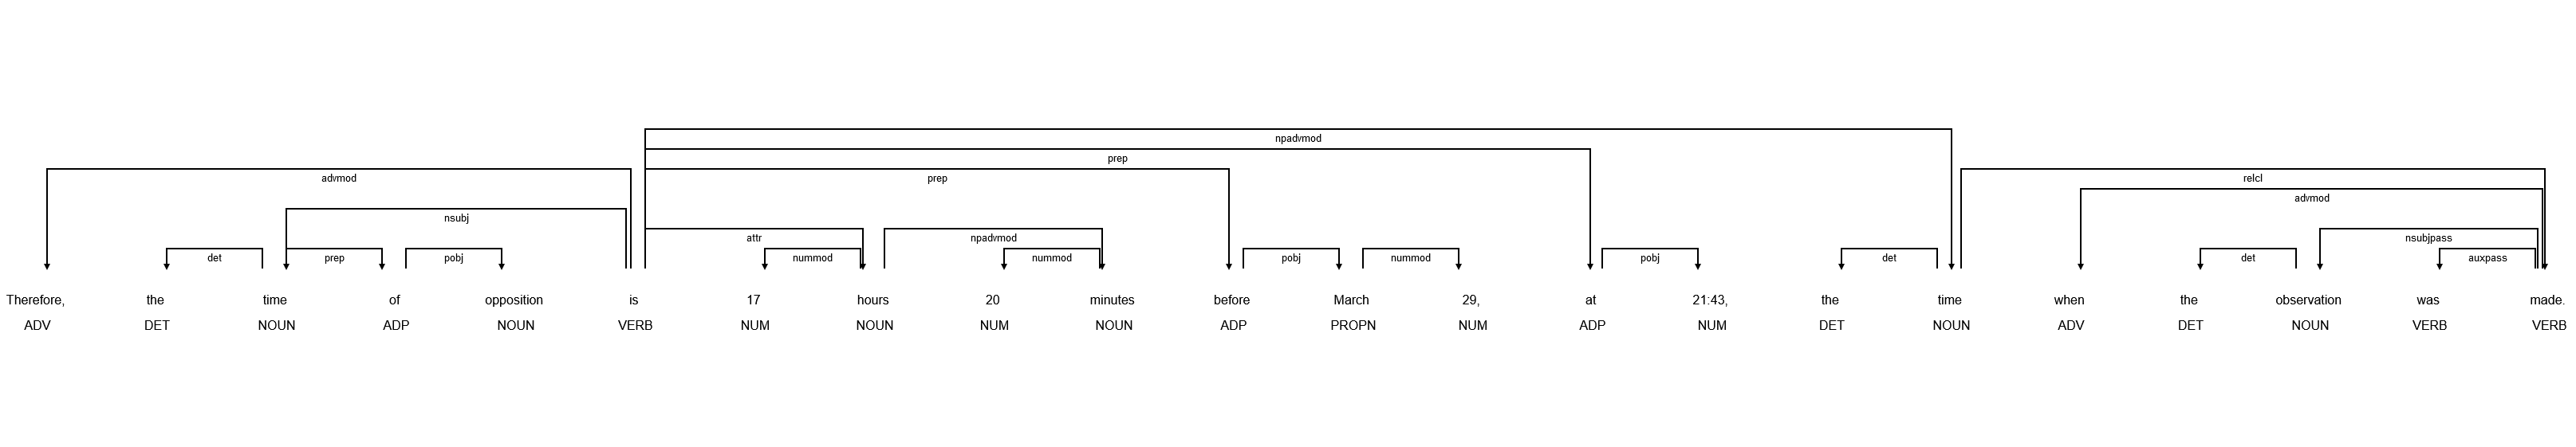 npadvmod
prep
advmod prep relcl
advmod
nsubj
attr npadvmod nsubjpass
det prep pobj nummod nummod pobj nummod pobj det det auxpass
Therefore, the time of opposition is 17 hours 20 minutes before March 29, at 21:43, the time when the observation was made.
ADV DET NOUN ADP NOUN VERB NUM NOUN NUM NOUN ADP PROPN NUM ADP NUM DET NOUN ADV DET NOUN VERB VERB